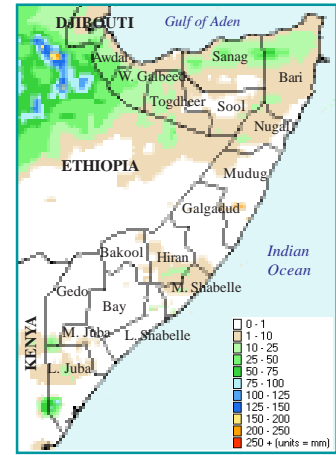 DJIBOUTI
Gulf of Aden
Awdal
W. Galbeed
Sanag
Bari
Togdheer
Sool
Nugal
ETHIOPIA
Mudug
Galgadud
Indian
Ocean
Bakool
Hiran
Gedo
Bay
M. Shabelle
KENYA
M. Juba
L. Shabelle
L. Juba
0 - 1
1 - 10
10 - 25
25 - 50
50 - 75
75 - 100
100 - 125
125 - 150
150 - 200
200 - 250
250 + (units = mm)